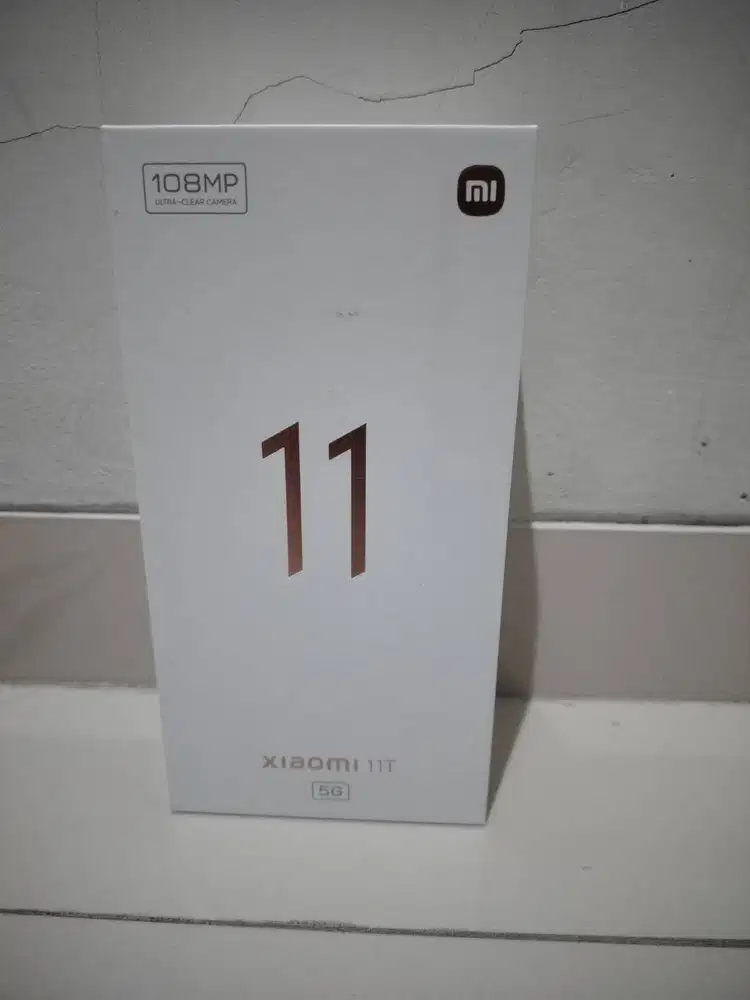 108MP
ULTRA-CLEAR CAMERA
mi
11
xiaomi 11T
5G